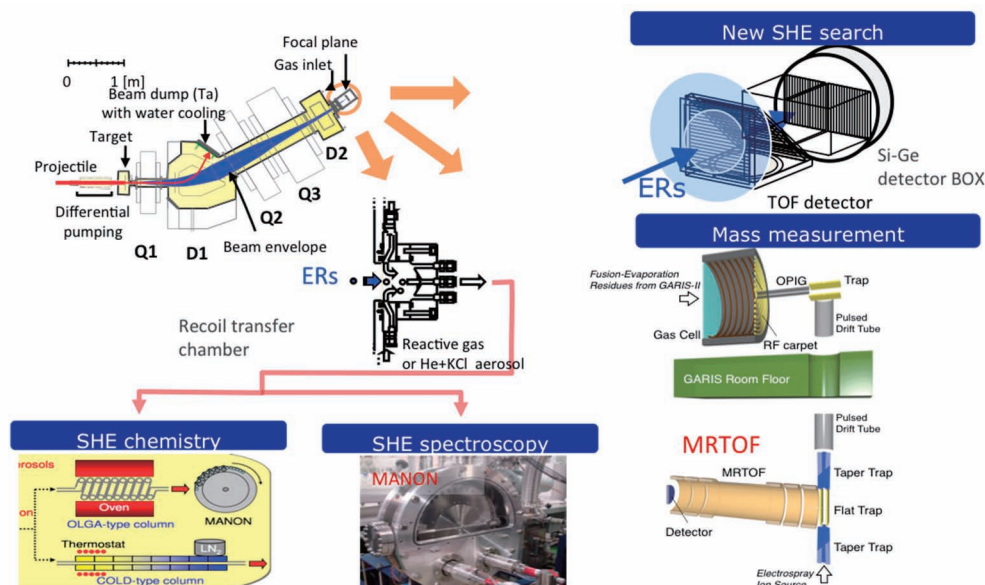 Focal plane
Gas inlet
0 1 [m]
Beam dump (Ta)
with water cooling
Target
Projectile
D2
Q3
Differential
pumping
Q2
Beam envelope
Q1
D1
ERs
Recoil transfer
chamber
Reactive gas
or He+KCl aerosol
New SHE search
ERs
Si-Ge
detector BOX
TOF detector
Mass measurement
Fusion-Evaporation
Residues from GARIS-II
OPIG
Trap
Pulsed
Drift Tube
Gas Cell
RF carpet
GARIS Room Floor
Pulsed
Drift Tube
MRTOF
MRTOF
Taper Trap
Flat Trap
Detector
Taper Trap
Electrospray
Ion Source
SHE chemistry
erosols
Oven
on
OLGA-type column
MANON
Thermostat
LN2
COLD-type column
SHE spectroscopy
MANON